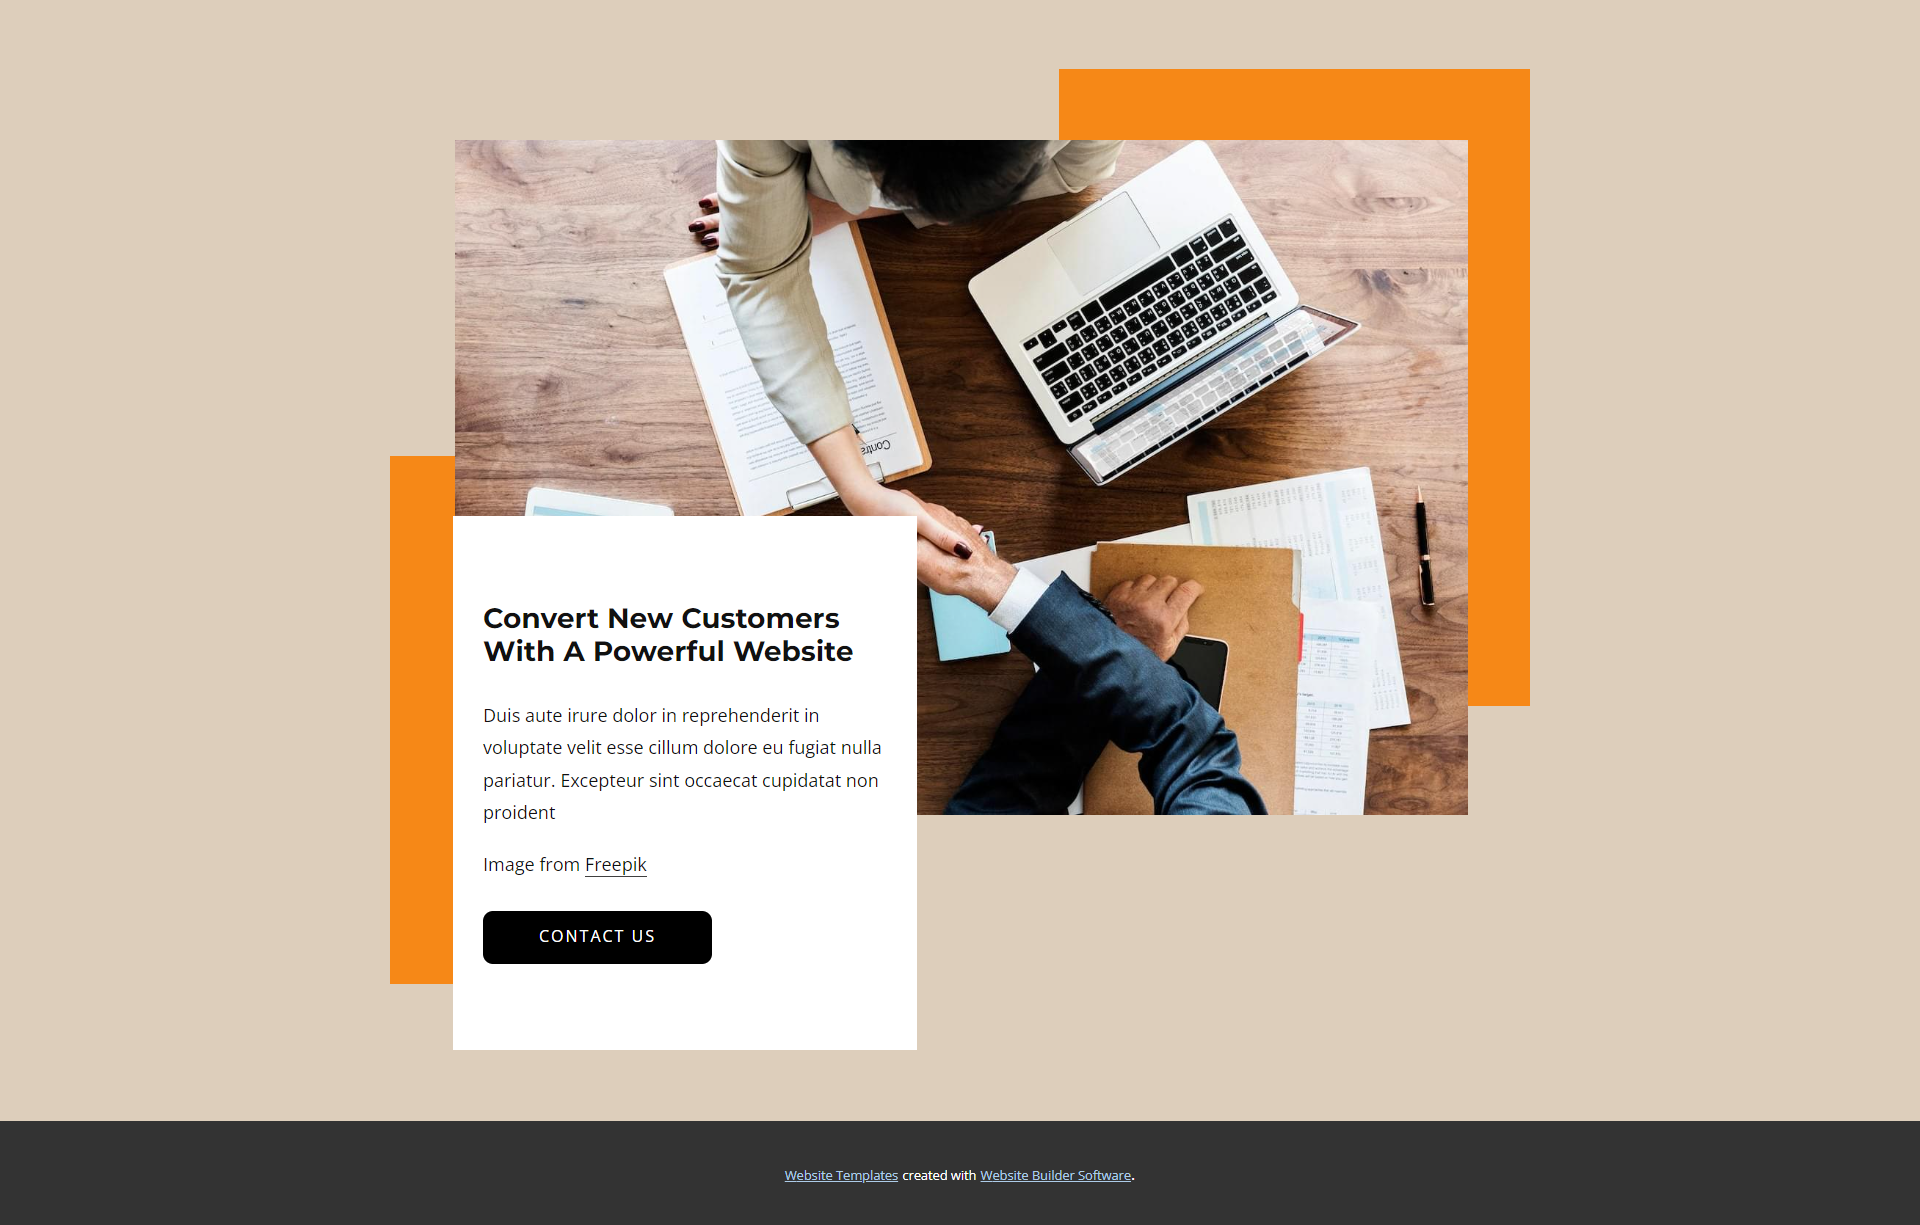 Contra
Convert New Customers
With A Powerful Website
Duis aute irure dolor in reprehenderit in
voluptate velit esse cillum dolore eu fugiat nulla
pariatur. Excepteur sint occaecat cupidatat non
proident
Image from Freepik
CONTACT US
Website Templates created with Website Builder Software.